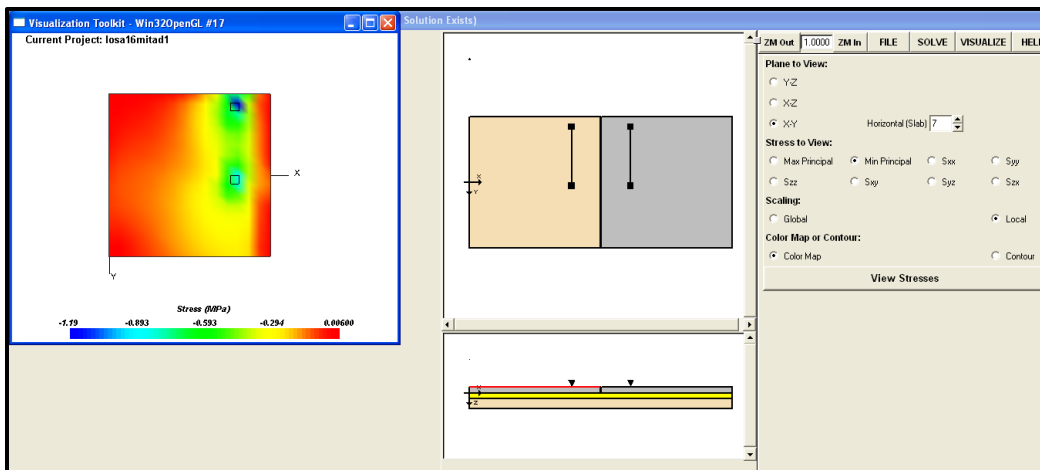 Visualization Toolkit - Win32OpenGL #17
Solution Exists)
Current Project: losa16mitad1
X
Y
Stress (MPa)
-1.19 -0.893 -0.593 -0.294 0.00600
X
Y
X
Z
ZM Out 1.0000 ZM In FILE SOLVE VISUALIZE HEL
Plane to View:
Y-Z
X-Z
X-Y Horizontal (Slab) 7
Stress to View:
Max Principal Min Principal Sxx Syy
Szz Sxy Syz Szx
Scaling:
Global Local
Color Map or Contour:
Color Map Contour
View Stresses